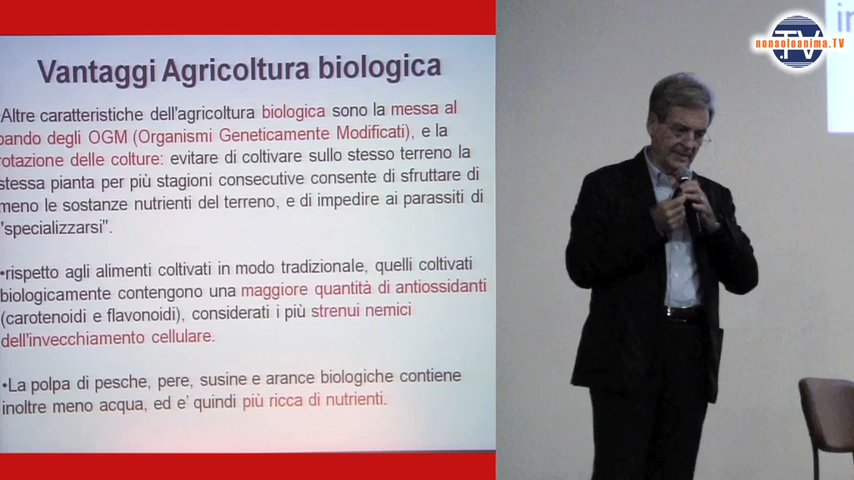 Vantaggi Agricoltura biologica
Altre caratteristiche dell'agricoltura biologica sono la messa al
bando degli OGM (Organismi Geneticamente Modificati), e la
rotazione delle colture: evitare di coltivare sullo stesso terreno la
stessa pianta per più stagioni consecutive consente di sfruttare di
meno le sostanze nutrienti del terreno, e di impedire ai parassiti di
"specializzarsi".
•rispetto agli alimenti coltivati in modo tradizionale, quelli coltivati
biologicamente contengono una maggiore quantità di antiossidanti
(carotenoidi e flavonoidi), considerati i più strenui nemici
dell'invecchiamento cellulare.
•La polpa di pesche, pere, susine e arance biologiche contiene
inoltre meno acqua, ed e' quindi più ricca di nutrienti.
TV
nonsoloanima.TV